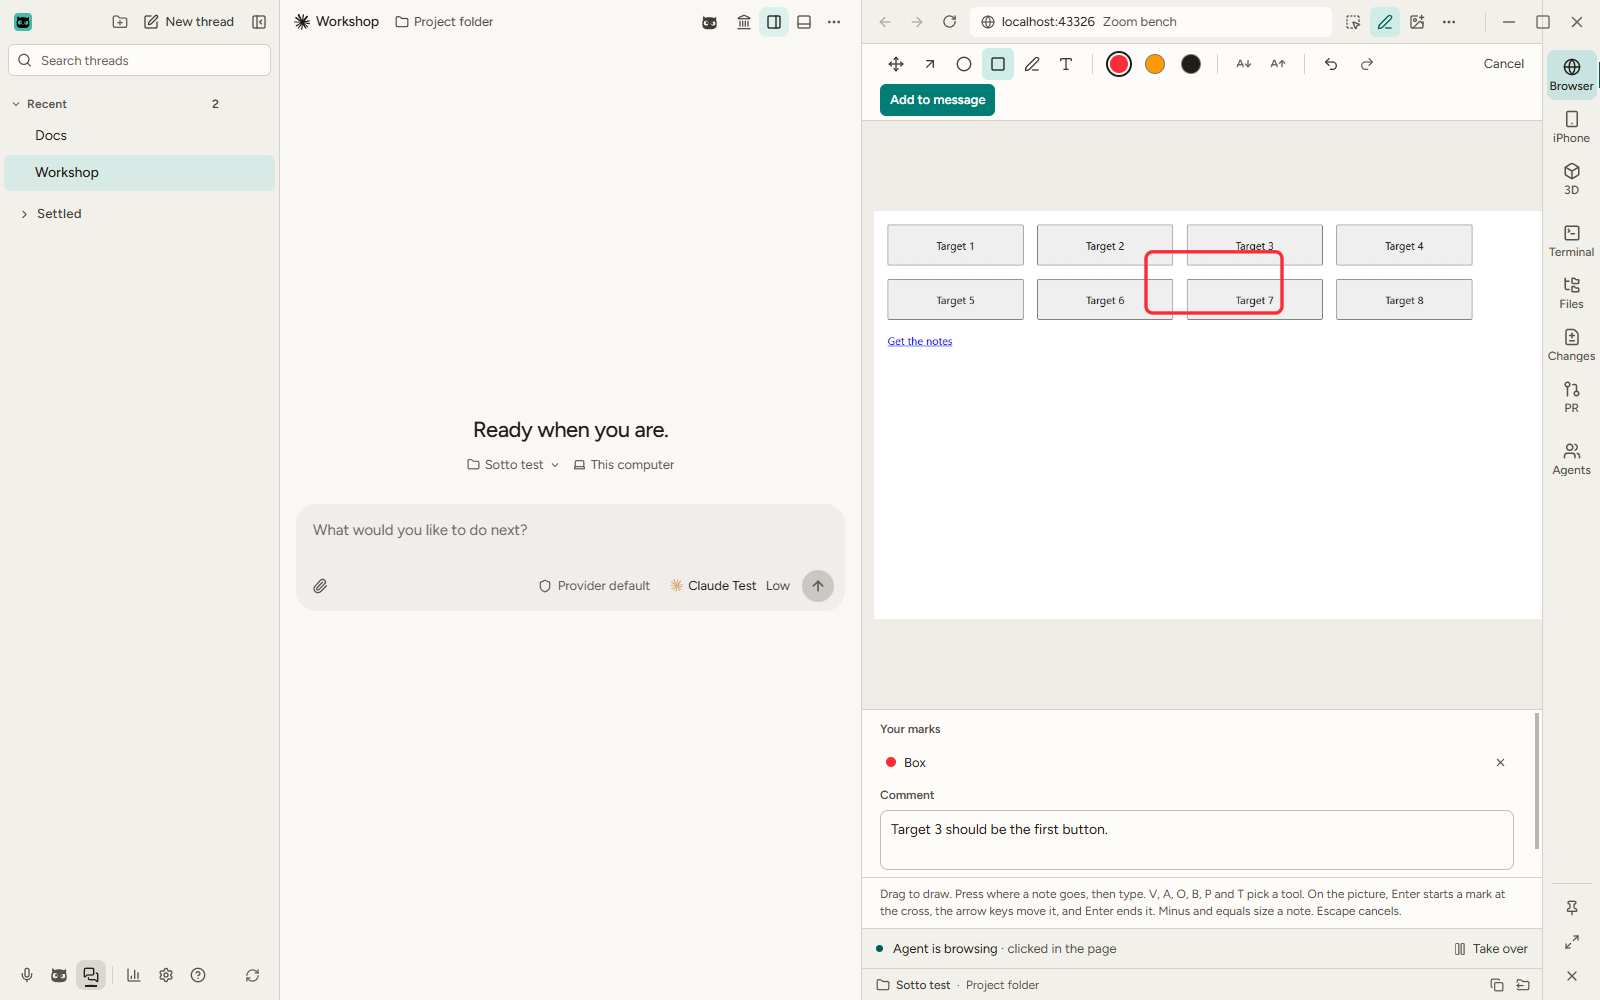 New thread
Search threads
Recent 2
Docs
Workshop
Settled
Workshop Project folder
Ready when you are.
Sotto test This computer
What would you like to do next?
Provider default Claude Test Low
localhost:43326 Zoom bench
Cancel
Add to message
Target 1 Target 2 Target 3 Target 4
Target 5 Target 6 Target 7 Target 8
Get the notes
Your marks
Box
Comment
Target 3 should be the first button.
Drag to draw. Press where a note goes, then type. V, A, O, B, P and T pick a tool. On the picture, Enter starts a mark at
the cross, the arrow keys move it, and Enter ends it. Minus and equals size a note. Escape cancels.
Agent is browsing · clicked in the page Take over
Sotto test · Project folder
Browser
iPhone
3D
Terminal
Files
Changes
PR
Agents